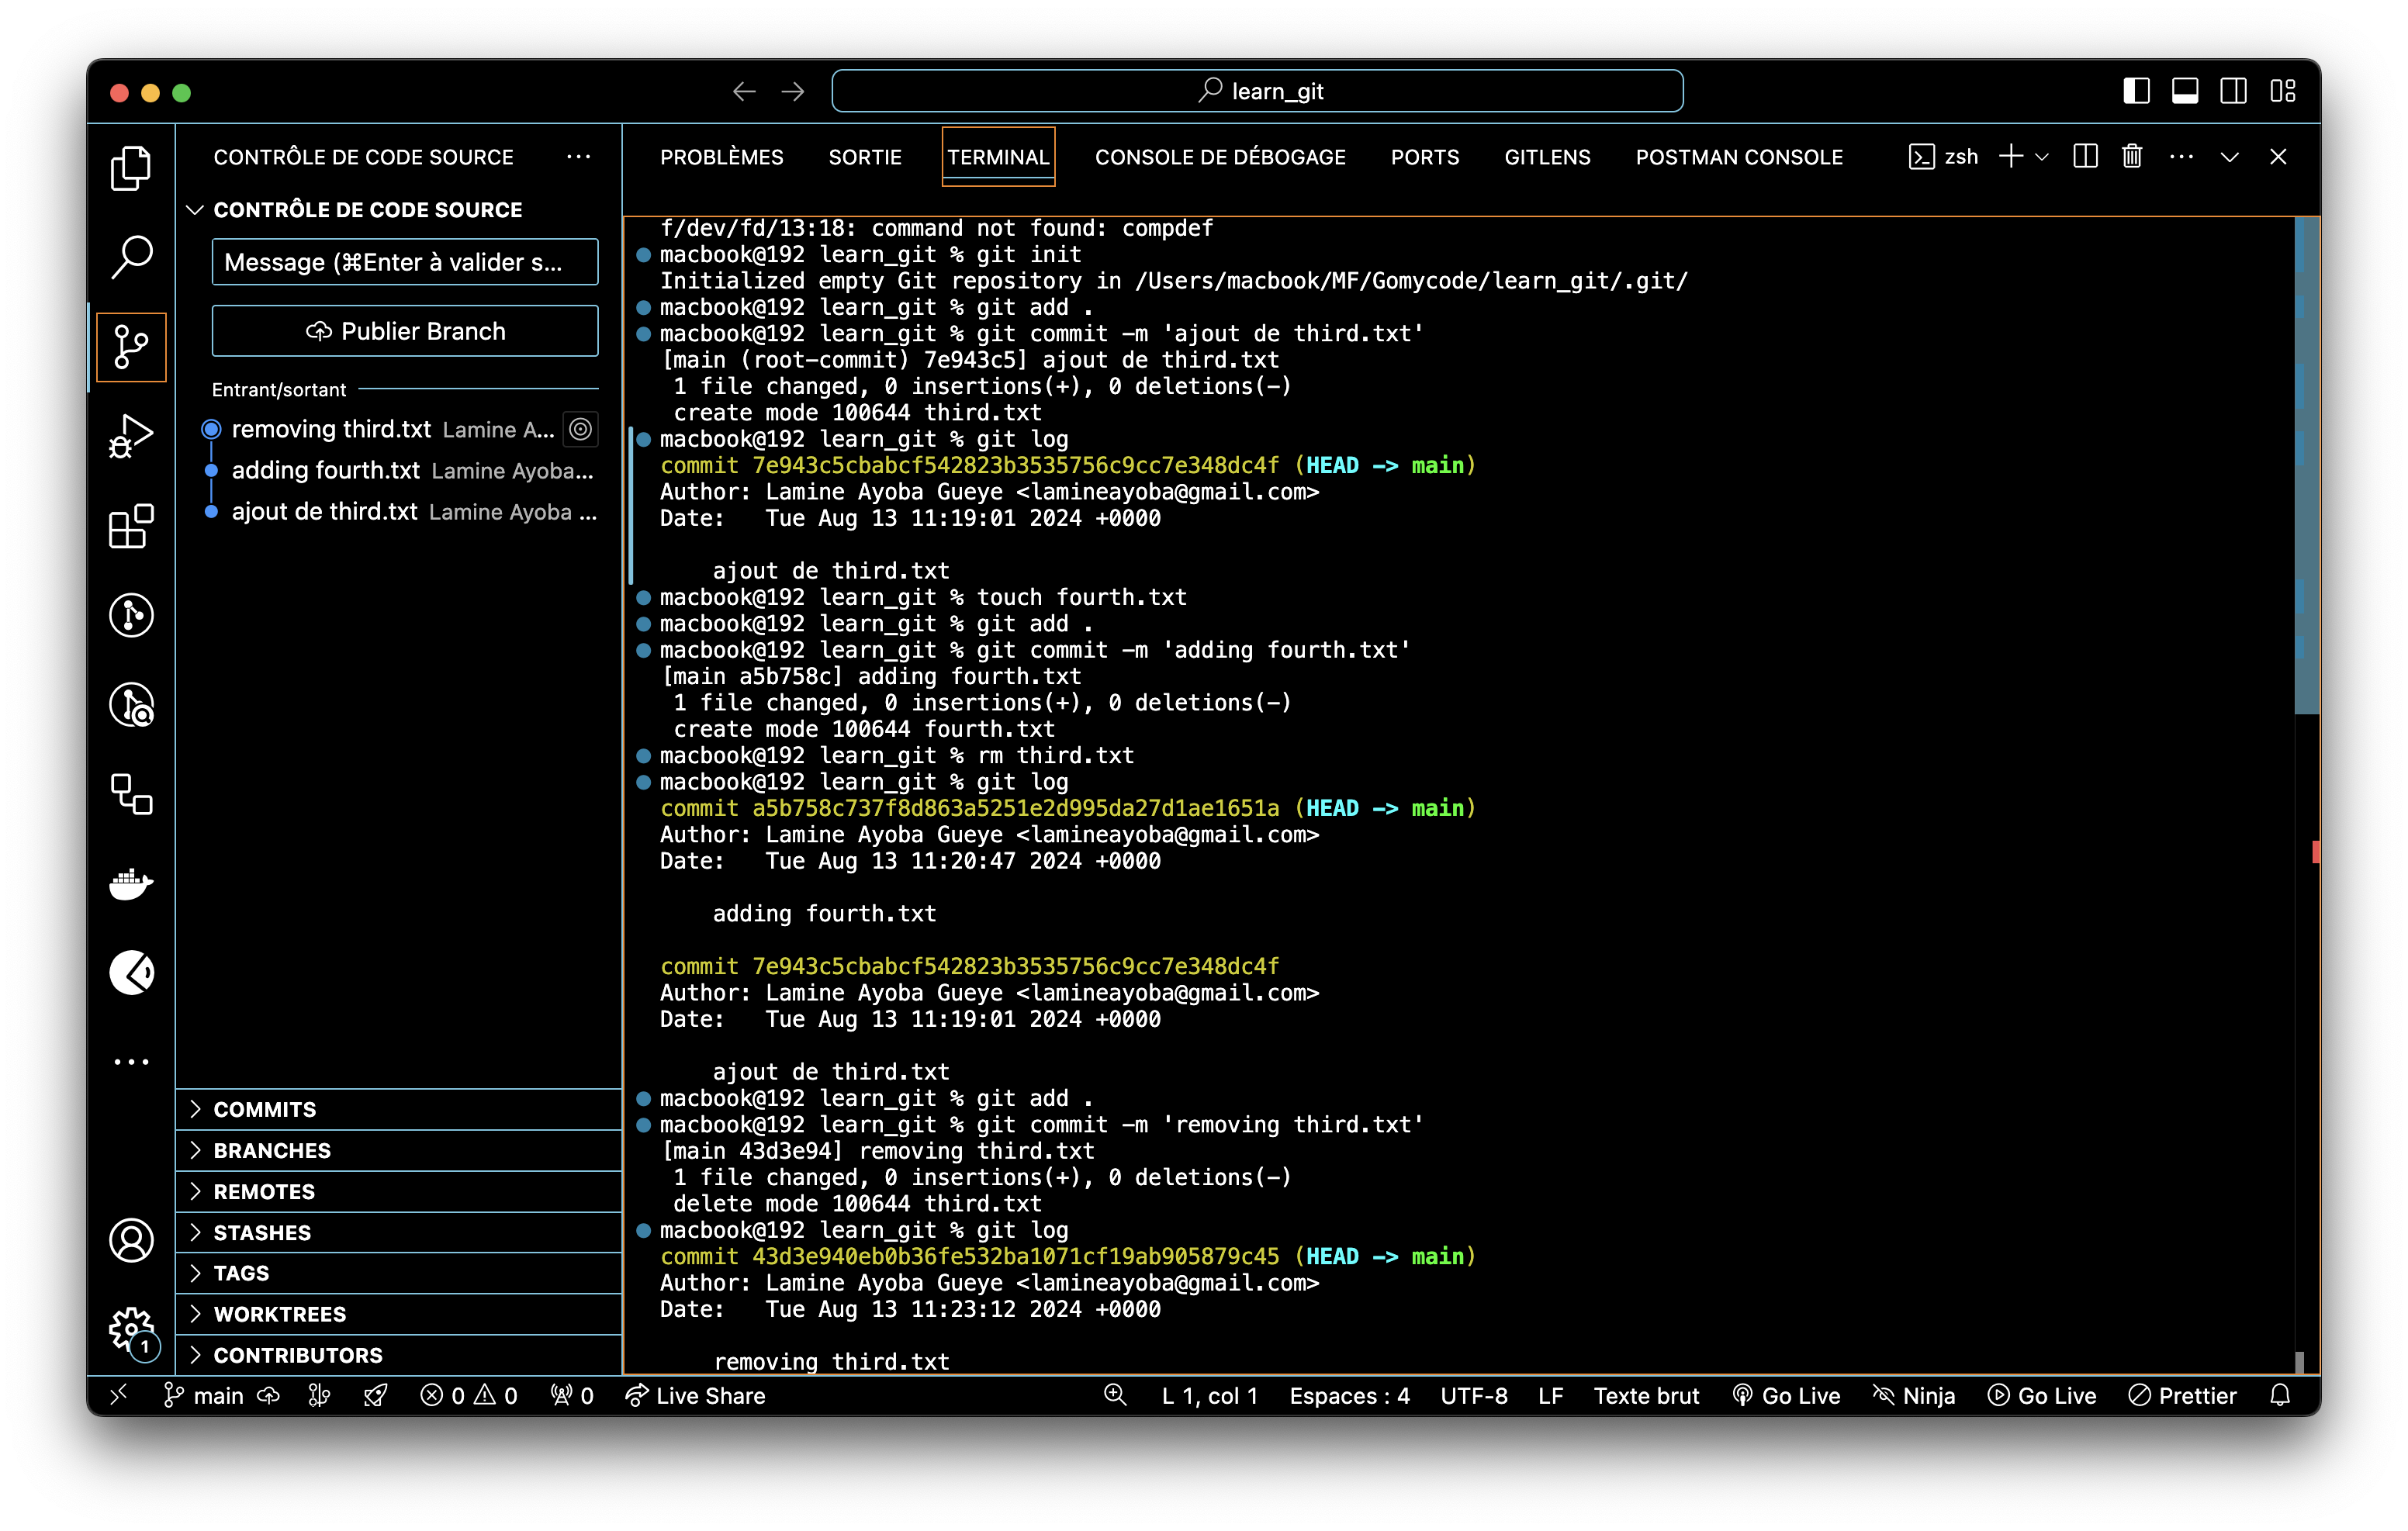 learn_git
CONTRÔLE DE CODE SOURCE
CONTRÔLE DE CODE SOURCE
Message (⌘Enter à valider s...
Publier Branch
Entrant/sortant
removing third.txt Lamine A...
adding fourth.txt Lamine Ayoba...
ajout de third.txt Lamine Ayoba ...
COMMITS
BRANCHES
REMOTES
STASHES
TAGS
WORKTREES
CONTRIBUTORS
1
PROBLÈMES SORTIE TERMINAL CONSOLE DE DÉBOGAGE PORTS GITLENS POSTMAN CONSOLE zsh
f/dev/fd/13:18: command not found: compdef
macbook@192 learn_git % git init
Initialized empty Git repository in /Users/macbook/MF/Gomycode/learn_git/.git/
macbook@192 learn_git % git add .
macbook@192 learn_git % git commit -m 'ajout de third.txt'
[main (root-commit) 7e943c5] ajout de third.txt
1 file changed, 0 insertions(+), 0 deletions(-)
create mode 100644 third.txt
macbook@192 learn_git % git log
commit 7e943c5cbabcf542823b3535756c9cc7e348dc4f (HEAD -> main)
Author: Lamine Ayoba Gueye <lamineayoba@gmail.com>
Date:   Tue Aug 13 11:19:01 2024 +0000
ajout de third.txt
macbook@192 learn_git % touch fourth.txt
macbook@192 learn_git % git add .
macbook@192 learn_git % git commit -m 'adding fourth.txt'
[main a5b758c] adding fourth.txt
1 file changed, 0 insertions(+), 0 deletions(-)
create mode 100644 fourth.txt
macbook@192 learn_git % rm third.txt
macbook@192 learn_git % git log
commit a5b758c737f8d863a5251e2d995da27d1ae1651a (HEAD -> main)
Author: Lamine Ayoba Gueye <lamineayoba@gmail.com>
Date:   Tue Aug 13 11:20:47 2024 +0000
adding fourth.txt
commit 7e943c5cbabcf542823b3535756c9cc7e348dc4f
Author: Lamine Ayoba Gueye <lamineayoba@gmail.com>
Date:   Tue Aug 13 11:19:01 2024 +0000
ajout de third.txt
macbook@192 learn_git % git add .
macbook@192 learn_git % git commit -m 'removing third.txt'
[main 43d3e94] removing third.txt
1 file changed, 0 insertions(+), 0 deletions(-)
delete mode 100644 third.txt
macbook@192 learn_git % git log
commit 43d3e940eb0b36fe532ba1071cf19ab905879c45 (HEAD -> main)
Author: Lamine Ayoba Gueye <lamineayoba@gmail.com>
Date:   Tue Aug 13 11:23:12 2024 +0000
removing third.txt
main 0 0 0 Live Share L 1, col 1 Espaces : 4 UTF-8 LF Texte brut Go Live Ninja Go Live Prettier